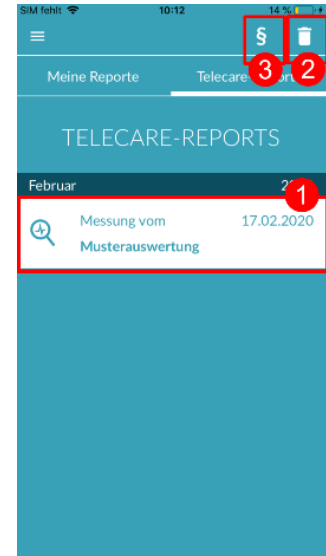 SIM fehlt 10:12 14 %
§
3 2
Meine Reporte Telecare-
TELECARE-REPORTS
Februar
1
Messung vom 17.02.2020
Musterauswertung